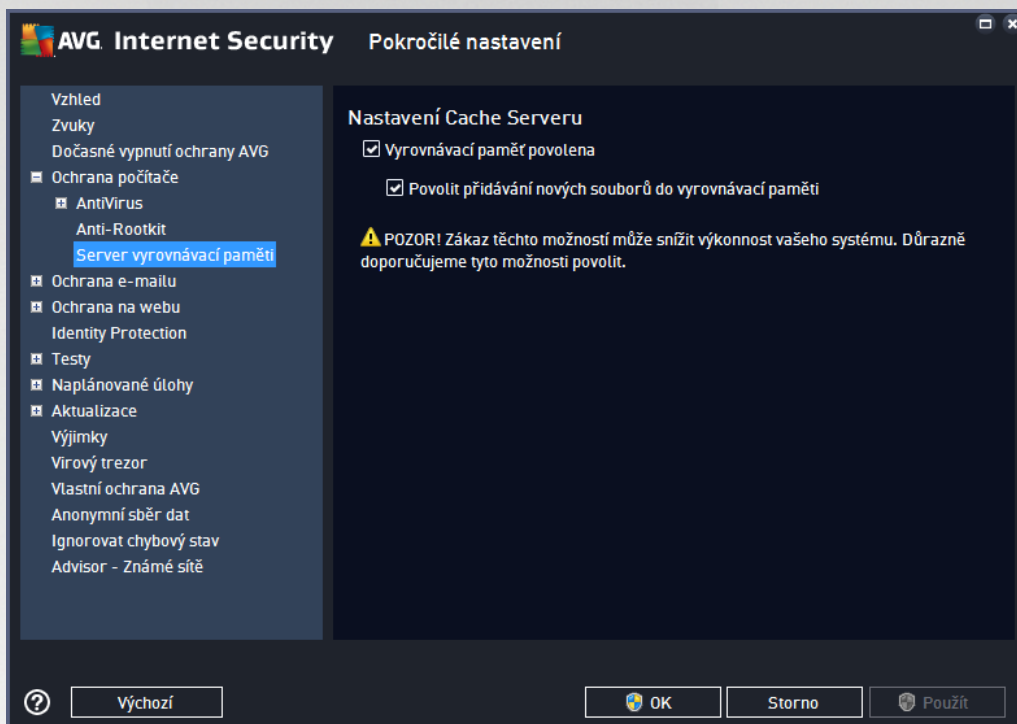 AVG. Internet Security Pokročilé nastavení
Vzhled
Zvuky
Dočasné vypnutí ochrany AVG
Ochrana počítače
AntiVirus
Anti-Rootkit
Server vyrovnávací paměti
Ochrana e-mailu
Ochrana na webu
Identity Protection
Testy
Naplánované úlohy
Aktualizace
Výjimky
Virový trezor
Vlastní ochrana AVG
Anonymní sběr dat
Ignorovat chybový stav
Advisor - Známé sítě
Nastavení Cache Serveru
Vyrovnávací paměť povolena
Povolit přidávání nových souborů do vyrovnávací paměti
POZOR! Zákaz těchto možností může snížit výkonnost vašeho systému. Důrazně
doporučujeme tyto možnosti povolit.
? Výchozí OK Storno Použít